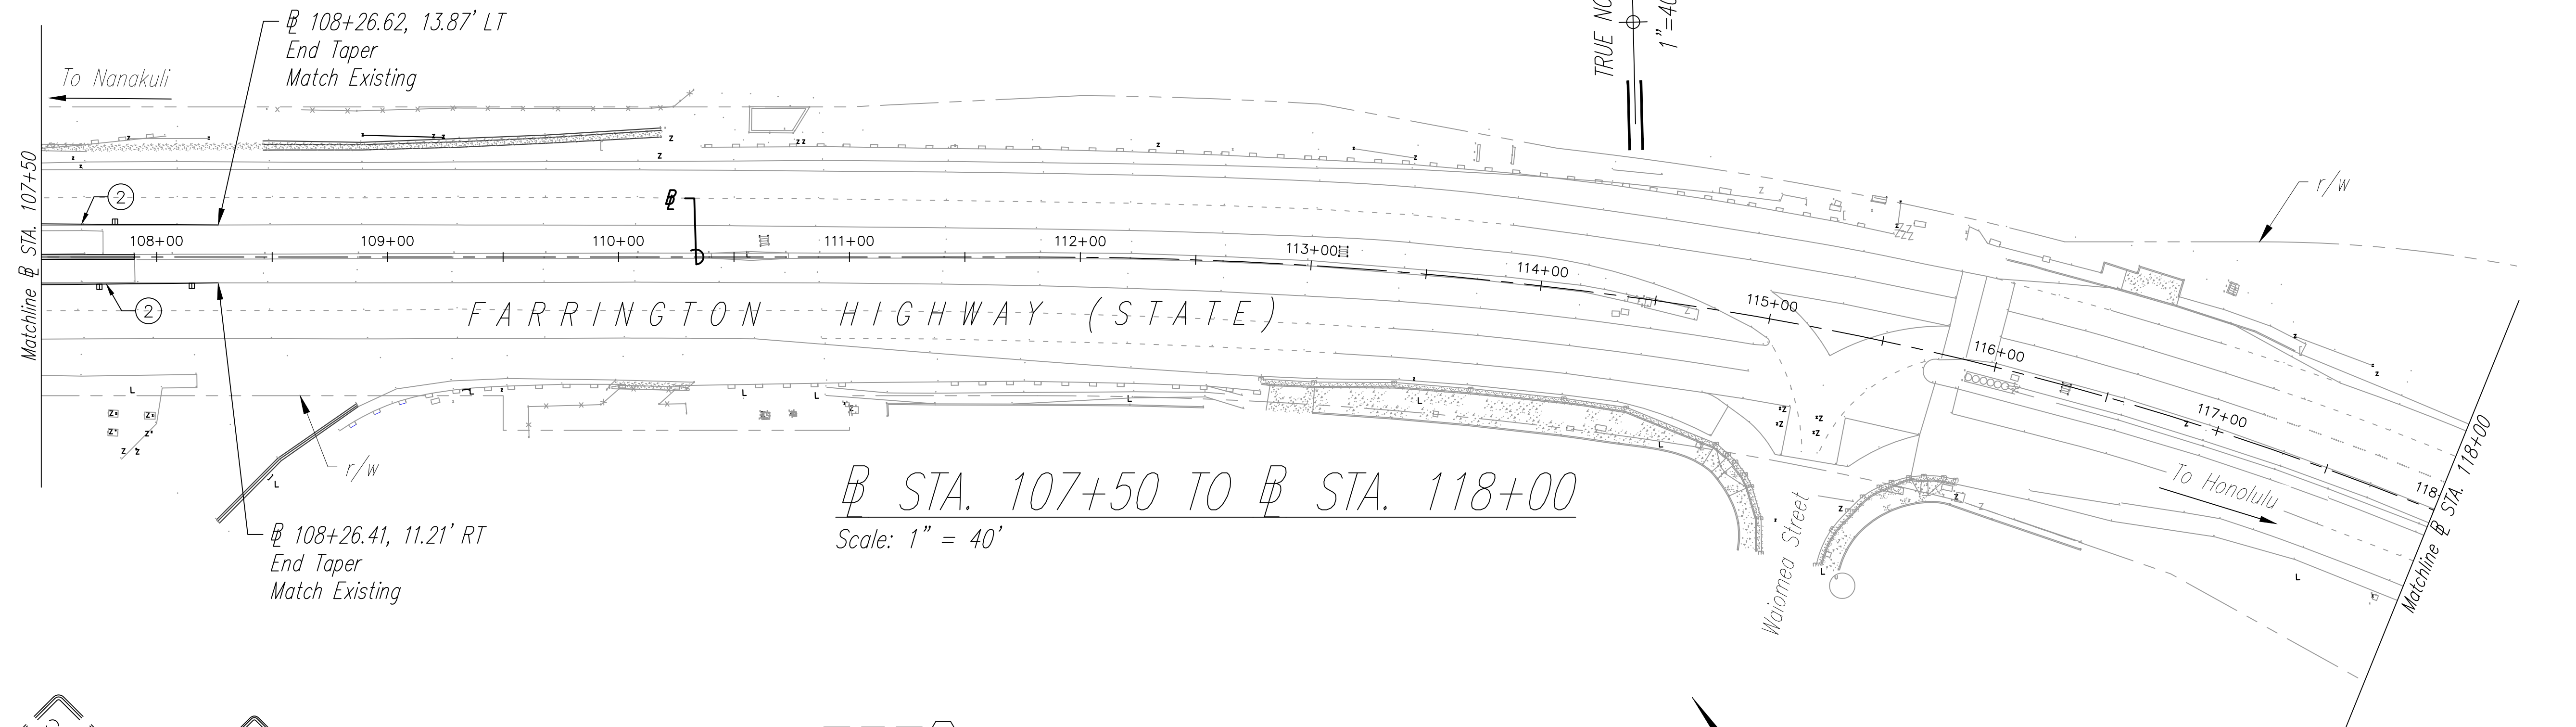 ℄ 108+26.62, 13.87' LT
End Taper
Match Existing
To Nanakuli
TRUE NO
1"=40
Matchline ℄ STA. 107+50
2
r/w
℄
108+00
109+00
110+00
111+00
112+00
113+00
114+00
115+00
116+00
117+00
118
2
FARRINGTON HIGHWAY (STATE)
r/w
℄ STA. 107+50 TO ℄ STA. 118+00
Scale: 1" = 40'
℄ 108+26.41, 11.21' RT
End Taper
Match Existing
Waiomea Street
To Honolulu
Matchline ℄ STA. 118+00